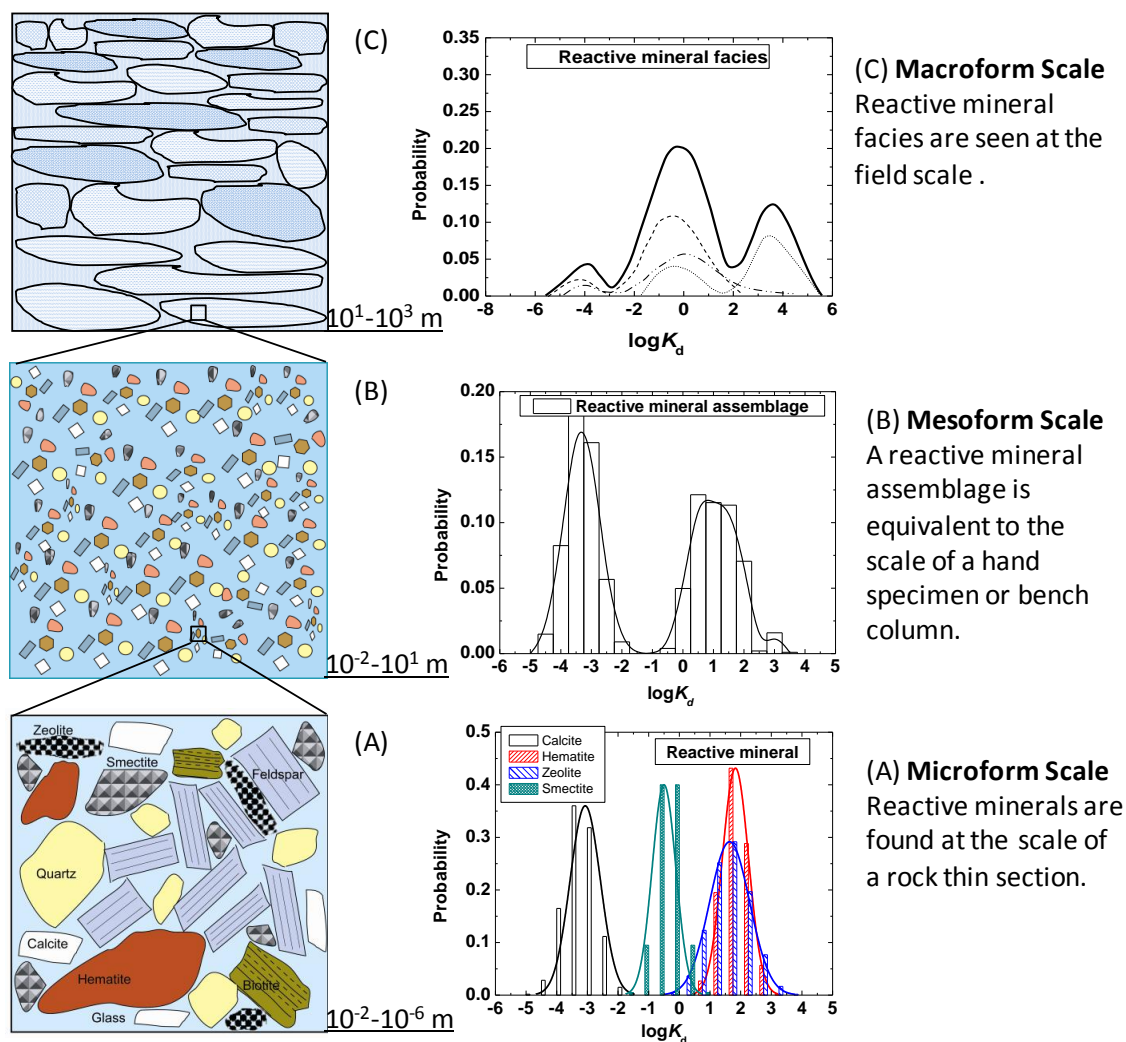 (C)
10¹-10³ m
Reactive mineral facies
Probability
0.35
0.30
0.25
0.20
0.15
0.10
0.05
0.00
-8 -6 -4 -2 0 2 4 6
logKd
(C) Macroform Scale
Reactive mineral
facies are seen at the
field scale .
(B)
10⁻²-10¹ m
Reactive mineral assemblage
Probability
0.20
0.15
0.10
0.05
0.00
-6 -5 -4 -3 -2 -1 0 1 2 3 4 5
logKd
(B) Mesoform Scale
A reactive mineral
assemblage is
equivalent to the
scale of a hand
specimen or bench
column.
Zeolite
Smectite
Feldspar
Quartz
Calcite
Hematite
Biotite
Glass
(A)
10⁻²-10⁻⁶ m
Calcite
Hematite
Zeolite
Smectite
Reactive mineral
Probability
0.5
0.4
0.3
0.2
0.1
0.0
-6 -5 -4 -3 -2 -1 0 1 2 3 4 5
logKd
(A) Microform Scale
Reactive minerals are
found at the scale of
a rock thin section.